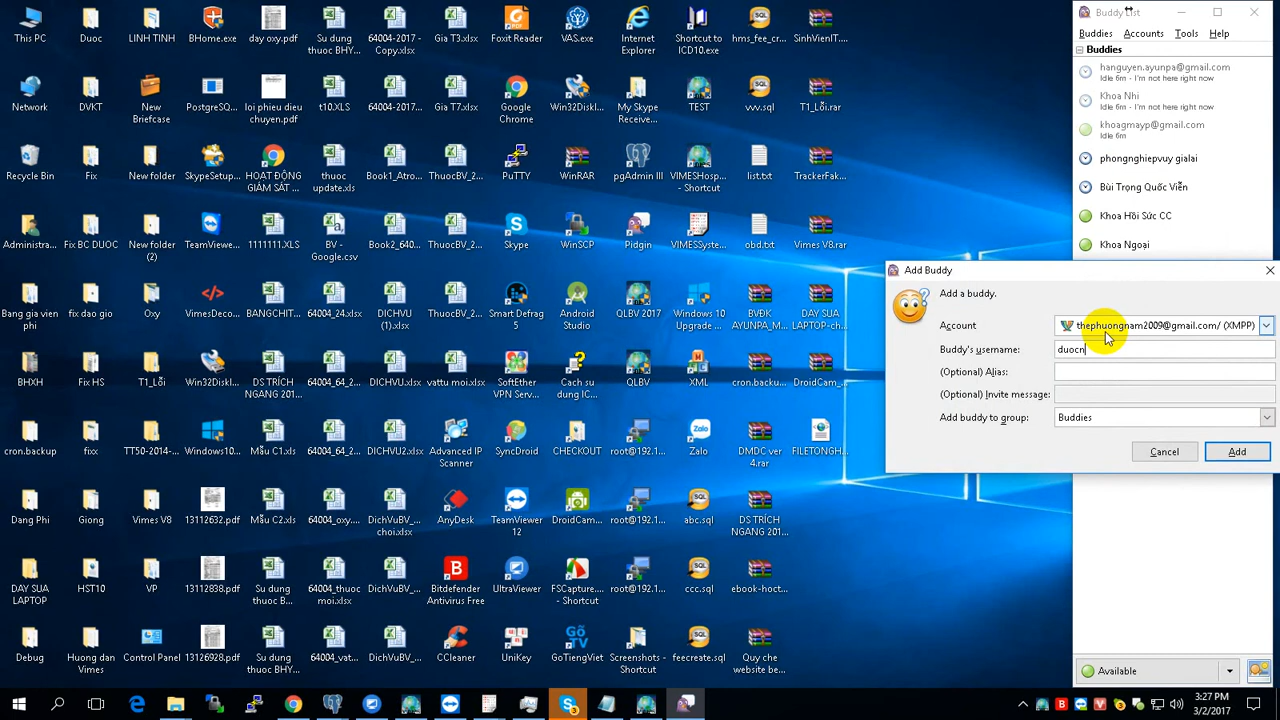 This PC
Duoc
LINH TINH
BHome.exe
day oxy.pdf
Su dung
thuoc BHY...
64004-2017
- Copy.xlsx
Gia T3.xlsx
Foxit Reader
VAS.exe
Internet
Explorer
Shortcut to
ICD10.exe
hms_fee_cr...
SinhVienIT....
Network
DVKT
New
Briefcase
PostgreSQ...
loi phieu dieu
chuyen.pdf
t10.XLS
64004-2017...
Gia T7.xlsx
Google
Chrome
Win32DiskI...
My Skype
Receive...
TEST
vvv.sql
T1_Lỗi.rar
Recycle Bin
Fix
New folder
SkypeSetup...
HOẠT ĐỘNG
GIÁM SÁT ...
thuoc
update.xls
Book1_Atro...
ThuocBV_2...
PuTTY
WinRAR
pgAdmin III
VIMESHosp...
- Shortcut
list.txt
TrackerFak...
Administra...
Fix BC DUOC
New folder
(2)
TeamViewe...
1111111.XLS
BV -
Google.csv
Book2_640...
ThuocBV_2...
Skype
WinSCP
Pidgin
VIMESSyste...
obd.txt
Vimes V8.rar
Bang gia vien
phi
fix dao gio
Oxy
VimesDeco...
BANGCHIT...
64004_24.xls
DICHVU
(1).xlsx
ThuocBV_2...
Smart Defrag
5
Android
Studio
QLBV 2017
Windows 10
Upgrade ...
BVĐK
AYUNPA_M...
DAY SUA
LAPTOP-ch...
BHXH
Fix HS
T1_Lỗi
Win32DiskI...
DS TRÍCH
NGANG 201...
64004_64_2...
DICHVU1.xlsx
vattu moi.xlsx
SoftEther
VPN Serv...
Cach su
dung IC...
QLBV
XML
cron.backu...
DroidCam_...
cron.backup
fixx
TT50-2014-...
Windows10...
Mẫu C1.xls
64004_64_2...
DICHVU2.xlsx
Advanced IP
Scanner
SyncDroid
CHECKOUT
root@192.1...
Zalo
DMDC ver
4.rar
FILETONGH...
Dang Phi
Giong
Vimes V8
13112632.pdf
Mẫu C2.xls
64004_oxy...
DichVuBV_...
choi.xlsx
AnyDesk
TeamViewer
12
DroidCam...
root@192.1...
abc.sql
DS TRÍCH
NGANG 201...
DAY SUA
LAPTOP
HST10
VP
13112838.pdf
Su dung
thuoc B...
64004_thuoc
moi.xlsx
DichVuBV_...
Bitdefender
Antivirus Free
UltraViewer
FSCapture....
- Shortcut
root@192.1...
ccc.sql
ebook-hoct...
Debug
Huong dan
Vimes
Control Panel
13126928.pdf
Su dung
thuoc BHY...
64004_vat...
DichVuBV...
CCleaner
UniKey
GoTiengViet
Screenshots -
Shortcut
feecreate.sql
Quy che
website be...
Buddy List
Buddies Accounts Tools Help
Buddies
hanguyen.ayunpa@gmail.com
Idle 6m - I'm not here right now
Khoa Nhi
Idle 6m - I'm not here right now
khoagmayp@gmail.com
Idle 6m
phongnghiepvuy gialai
Bùi Trọng Quốc Viễn
Khoa Hồi Sức CC
Khoa Ngoại
Add Buddy
Add a buddy.
Account
thephuongnam2009@gmail.com/ (XMPP)
Buddy's username:
duocn
(Optional) Alias:
(Optional) Invite message:
Add buddy to group:
Buddies
Cancel
Add
Available
3:27 PM
3/2/2017